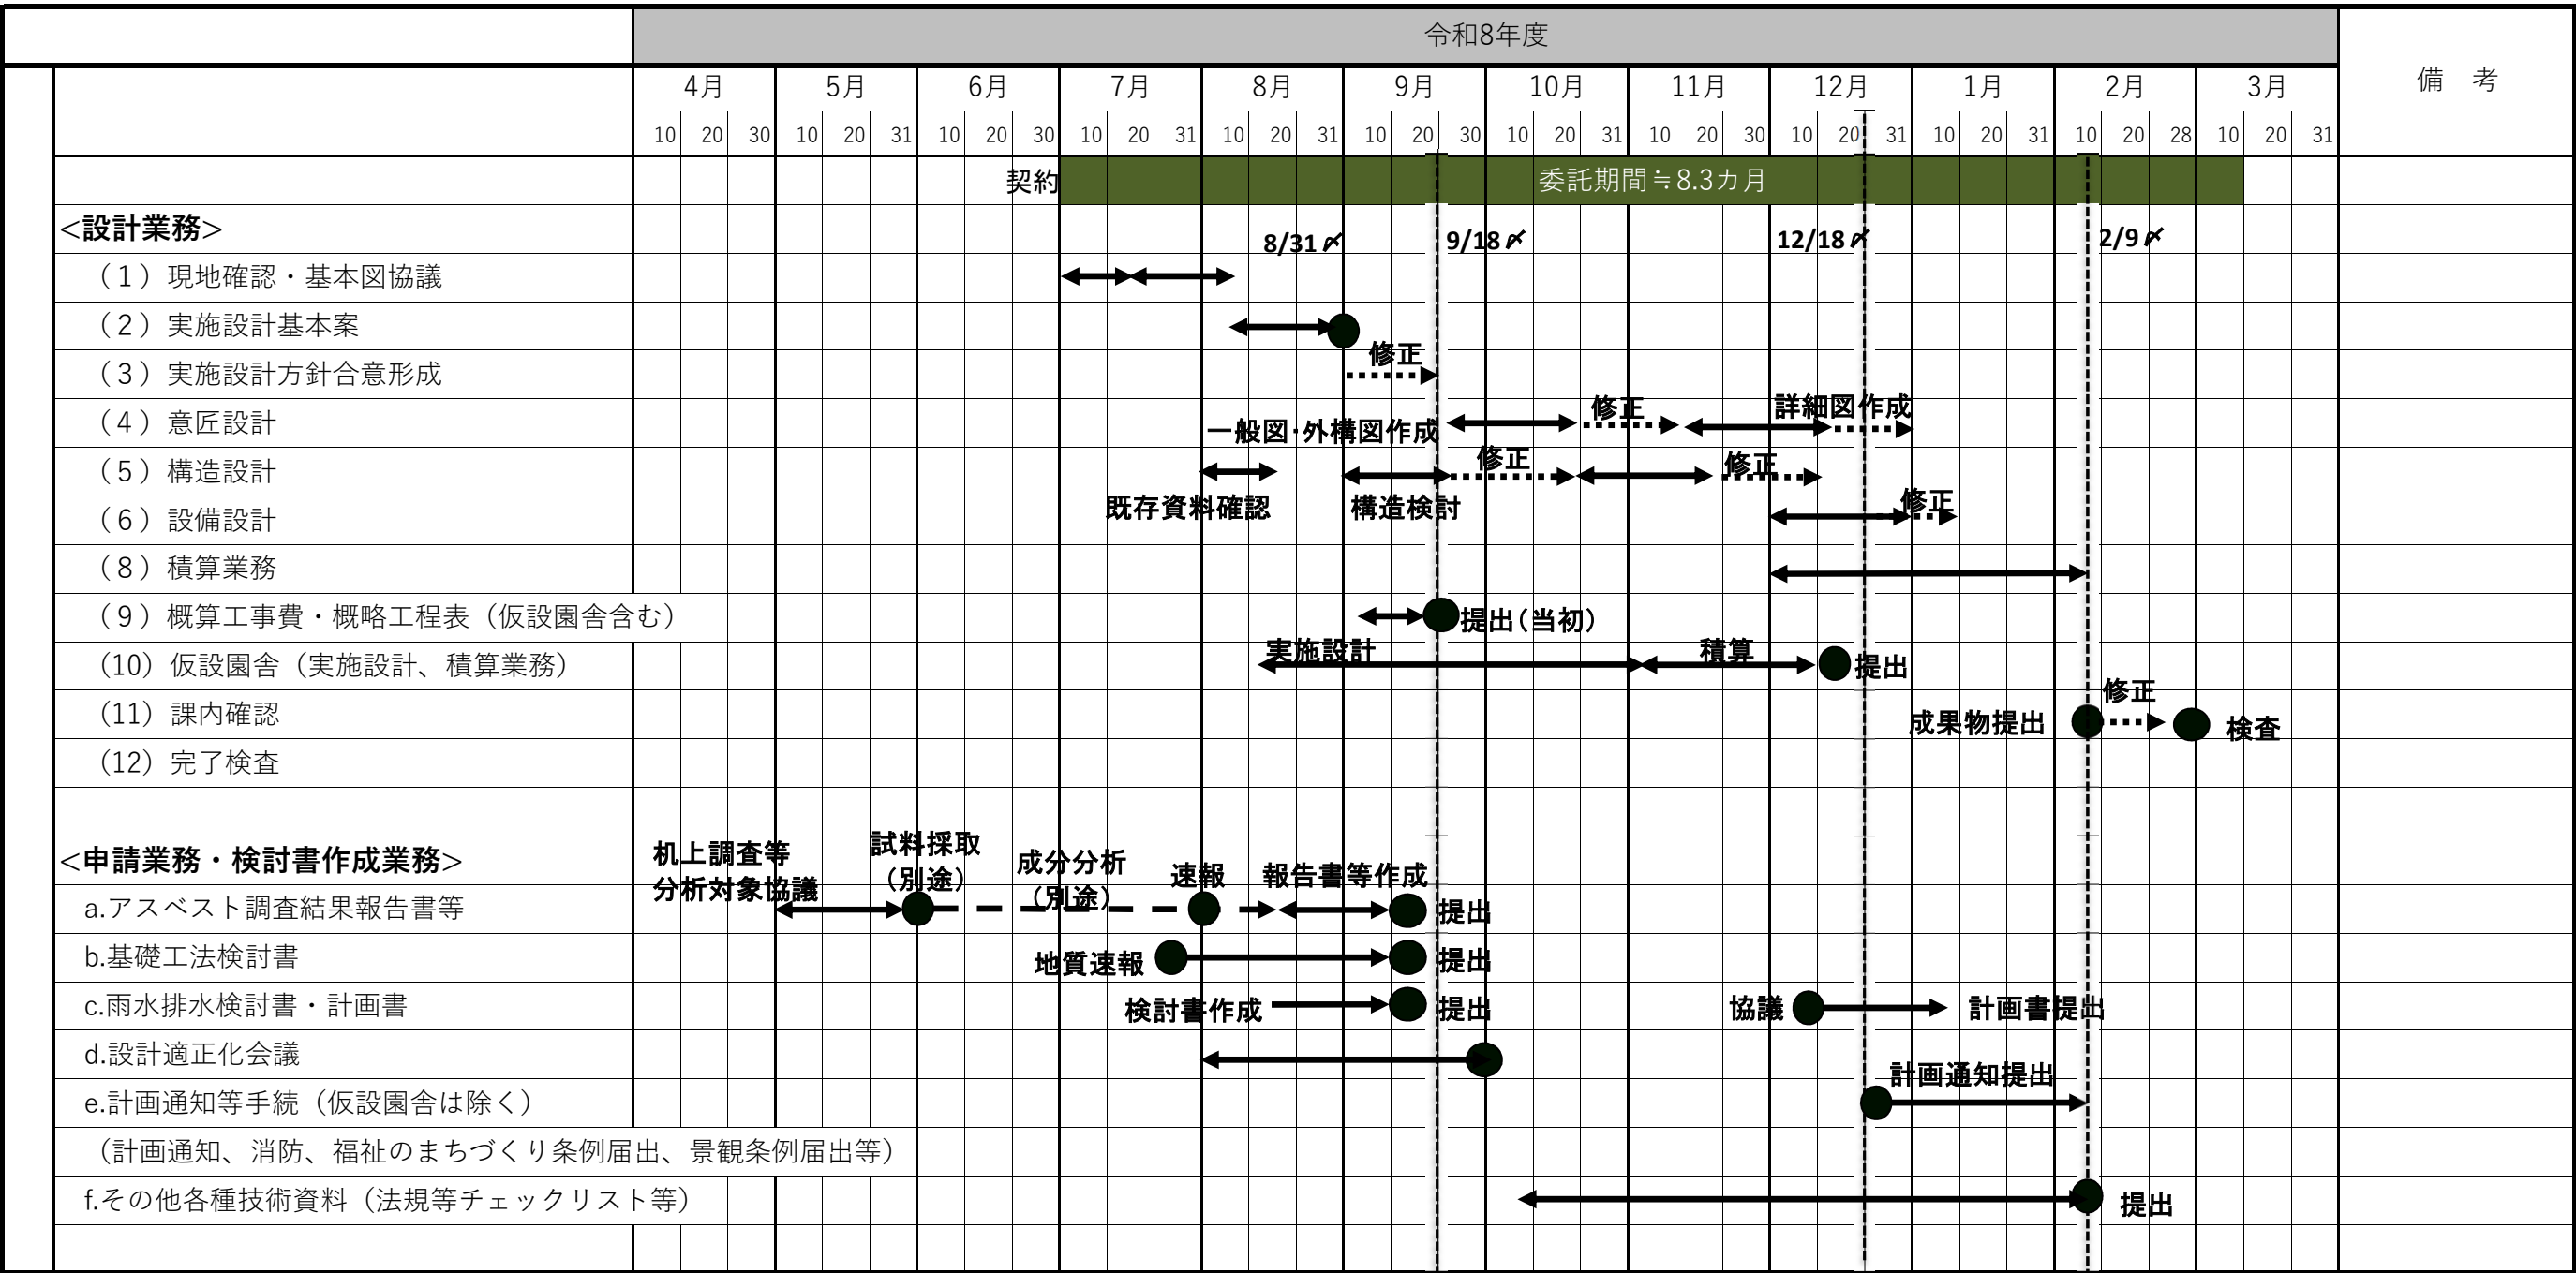 令和8年度
備　考
4月 5月 6月 7月 8月 9月 10月 11月 12月 1月 2月 3月
10 20 30 10 20 31 10 20 30 10 20 31 10 20 31 10 20 30 10 20 31 10 20 30 10 20 31 10 20 31 10 20 28 10 20 31
契約 委託期間≒8.3カ月
<設計業務>
8/31〆 9/18〆 12/18〆 2/9〆
（１）現地確認・基本図協議
（２）実施設計基本案
修正
（３）実施設計方針合意形成
（４）意匠設計
一般図･外構図作成 修正 詳細図作成
（５）構造設計
修正 修正
既存資料確認 構造検討
（６）設備設計
修正
（８）積算業務
（９）概算工事費・概略工程表（仮設園舎含む）
提出（当初）
(10）仮設園舎（実施設計、積算業務）
実施設計 積算 提出
(11）課内確認
成果物提出 修正 検査
(12）完了検査
<申請業務・検討書作成業務>
机上調査等
分析対象協議
試料採取
（別途）
成分分析
（別途）
速報 報告書等作成
a.アスベスト調査結果報告書等
提出
b.基礎工法検討書
地質速報 提出
c.雨水排水検討書・計画書
検討書作成 提出 協議 計画書提出
d.設計適正化会議
計画通知提出
e.計画通知等手続（仮設園舎は除く）
（計画通知、消防、福祉のまちづくり条例届出、景観条例届出等）
f.その他各種技術資料（法規等チェックリスト等）
提出